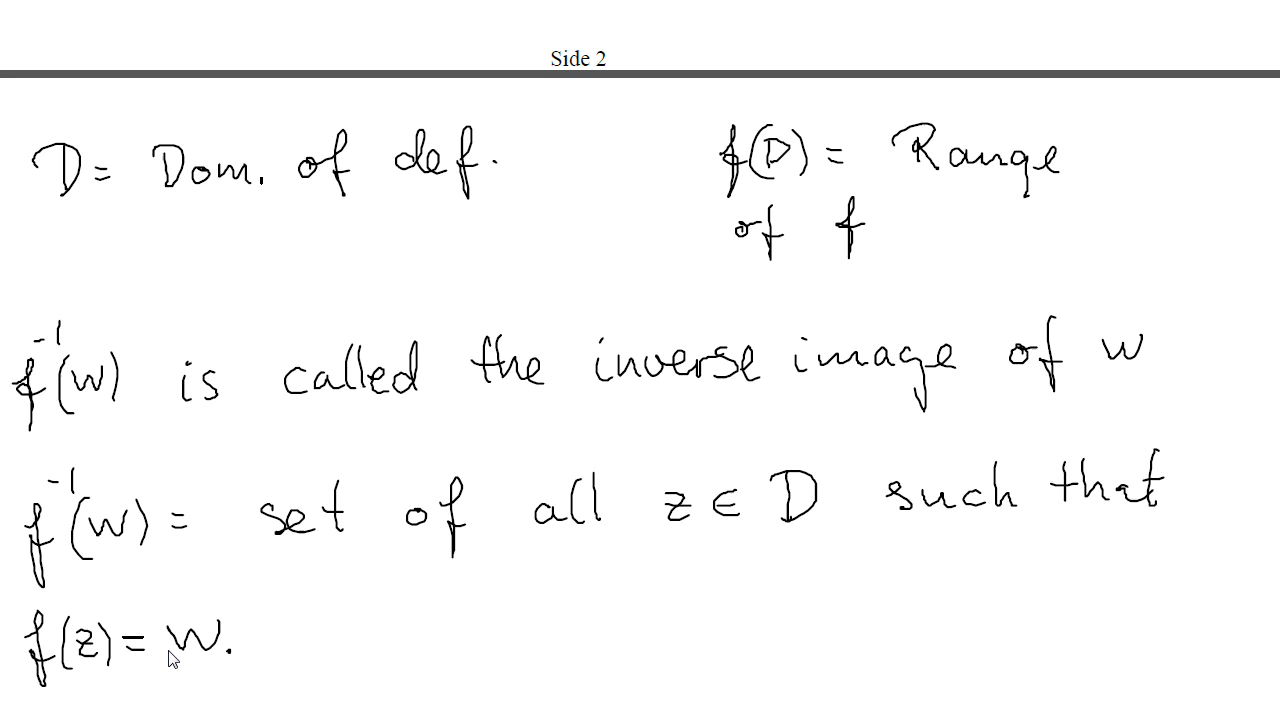 Side 2
D = Dom. of def.
f(D) = Range
of f
f⁻¹(w) is called the inverse image of w
f⁻¹(w) = set of all z ∈ D such that
f(z) = w.